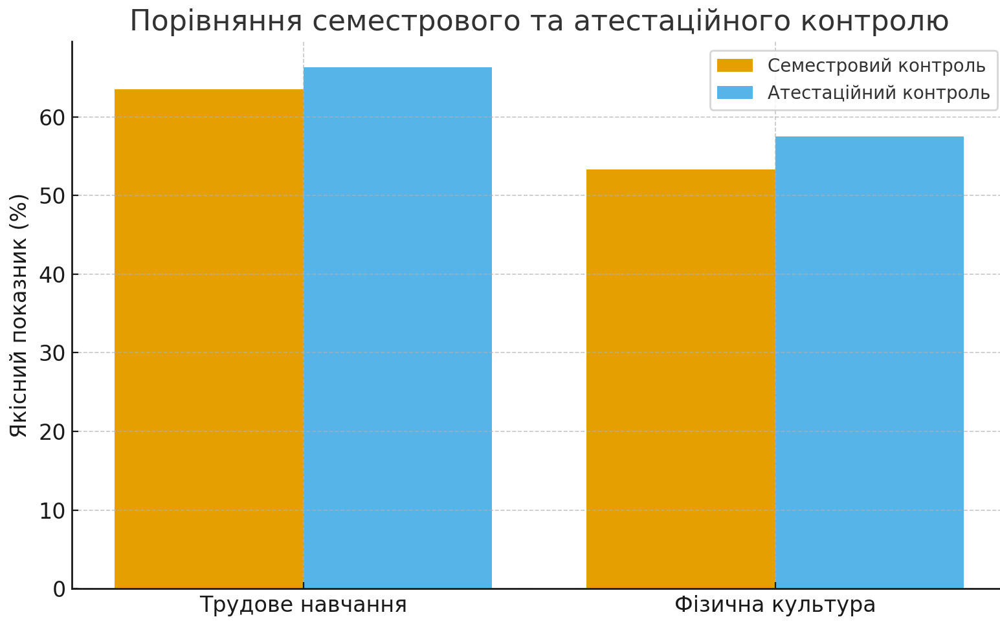 Порівняння семестрового та атестаційного контролю
Семестровий контроль
Атестаційний контроль
Якісний показник (%)
60
50
40
30
20
10
0
Трудове навчання
Фізична культура